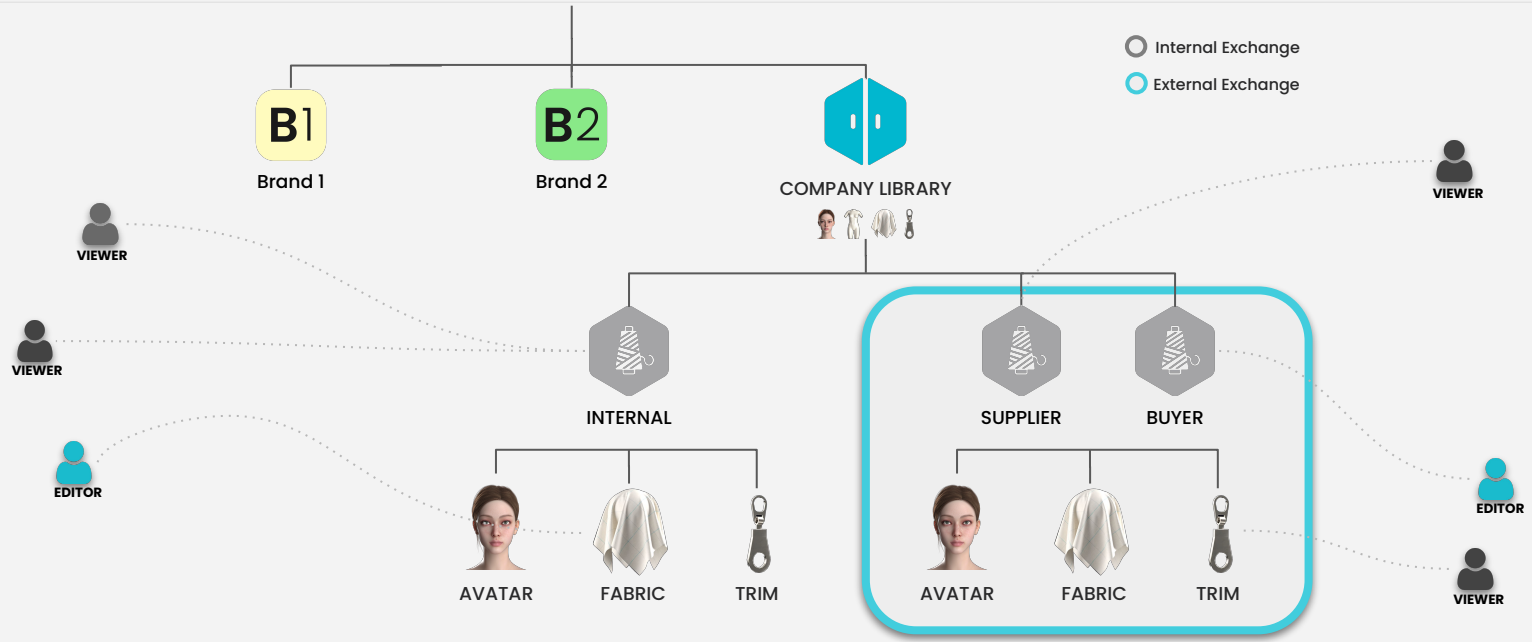 Internal Exchange
External Exchange
B1
B2
Brand 1
Brand 2
COMPANY LIBRARY
VIEWER
VIEWER
VIEWER
EDITOR
INTERNAL
SUPPLIER
BUYER
AVATAR
FABRIC
TRIM
AVATAR
FABRIC
TRIM
EDITOR
VIEWER